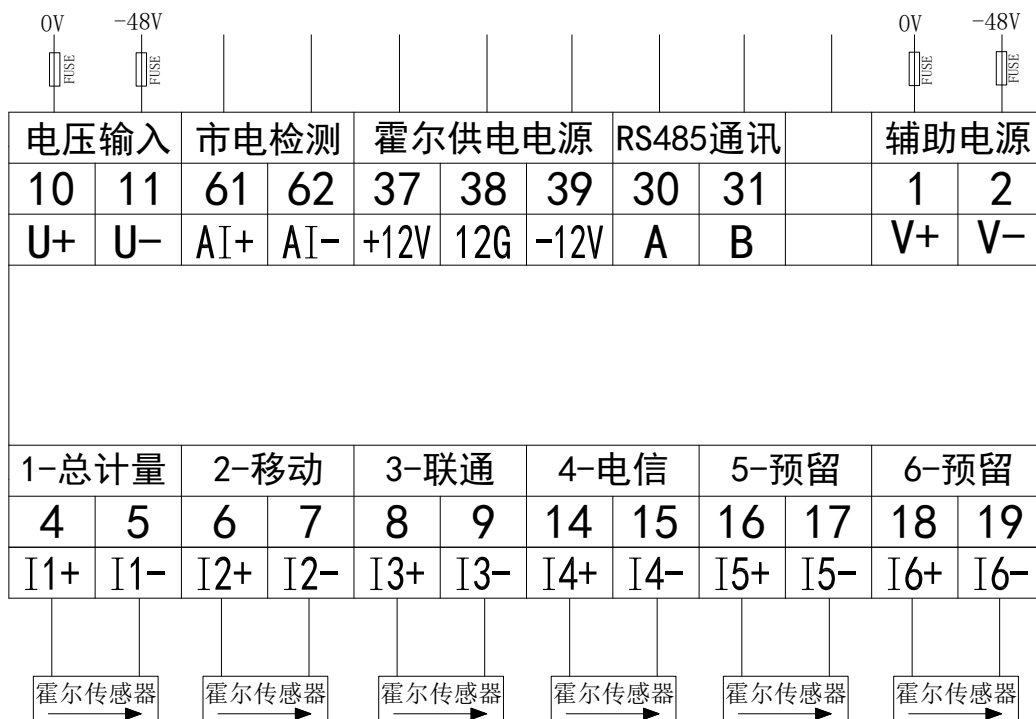 0V -48V 0V -48V
FUSE FUSE FUSE FUSE
电压输入 市电检测 霍尔供电电源 RS485通讯 辅助电源
10 11 61 62 37 38 39 30 31 1 2
U+ U- AI+ AI- +12V 12G -12V A B V+ V-
1-总计量 2-移动 3-联通 4-电信 5-预留 6-预留
4 5 6 7 8 9 14 15 16 17 18 19
I1+ I1- I2+ I2- I3+ I3- I4+ I4- I5+ I5- I6+ I6-
霍尔传感器 霍尔传感器 霍尔传感器 霍尔传感器 霍尔传感器 霍尔传感器